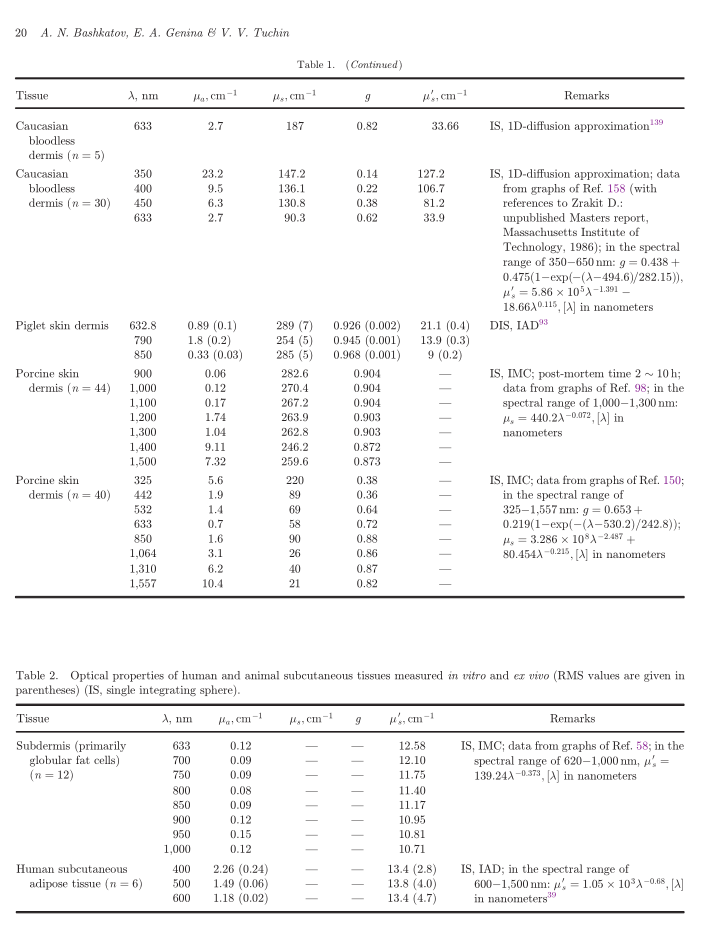 20 A. N. Bashkatov, E. A. Genina & V. V. Tuchin
Table 1. (Continued)
Tissue λ, nm μa, cm−1 μs, cm−1 g μ′s, cm−1 Remarks
Caucasian 633 2.7 187 0.82 33.66 IS, 1D-diffusion approximation139
bloodless
dermis (n = 5)
Caucasian 350 23.2 147.2 0.14 127.2 IS, 1D-diffusion approximation; data
bloodless 400 9.5 136.1 0.22 106.7 from graphs of Ref. 158 (with
dermis (n = 30) 450 6.3 130.8 0.38 81.2 references to Zrakit D.:
633 2.7 90.3 0.62 33.9 unpublished Masters report,
Massachusetts Institute of
Technology, 1986); in the spectral
range of 350−650 nm: g = 0.438 +
0.475(1−exp(−(λ−494.6)/282.15)),
μ′s = 5.86 × 10⁵λ−1.391 −
18.66λ0.115, [λ] in nanometers
Piglet skin dermis 632.8 0.89 (0.1) 289 (7) 0.926 (0.002) 21.1 (0.4) DIS, IAD93
790 1.8 (0.2) 254 (5) 0.945 (0.001) 13.9 (0.3)
850 0.33 (0.03) 285 (5) 0.968 (0.001) 9 (0.2)
Porcine skin 900 0.06 282.6 0.904 — IS, IMC; post-mortem time 2 ∼ 10 h;
dermis (n = 44) 1,000 0.12 270.4 0.904 — data from graphs of Ref. 98; in the
1,100 0.17 267.2 0.904 — spectral range of 1,000−1,300 nm:
1,200 1.74 263.9 0.903 — μs = 440.2λ−0.072, [λ] in
1,300 1.04 262.8 0.903 — nanometers
1,400 9.11 246.2 0.872 —
1,500 7.32 259.6 0.873 —
Porcine skin 325 5.6 220 0.38 — IS, IMC; data from graphs of Ref. 150;
dermis (n = 40) 442 1.9 89 0.36 — in the spectral range of
532 1.4 69 0.64 — 325−1,557 nm: g = 0.653 +
633 0.7 58 0.72 — 0.219(1−exp(−(λ−530.2)/242.8));
850 1.6 90 0.88 — μs = 3.286 × 10⁸λ−2.487 +
1,064 3.1 26 0.86 — 80.454λ−0.215, [λ] in nanometers
1,310 6.2 40 0.87 —
1,557 10.4 21 0.82 —
Table 2. Optical properties of human and animal subcutaneous tissues measured in vitro and ex vivo (RMS values are given in
parentheses) (IS, single integrating sphere).
Tissue λ, nm μa, cm−1 μs, cm−1 g μ′s, cm−1 Remarks
Subdermis (primarily 633 0.12 — — 12.58 IS, IMC; data from graphs of Ref. 58; in the
globular fat cells) 700 0.09 — — 12.10 spectral range of 620−1,000 nm, μ′s =
(n = 12) 750 0.09 — — 11.75 139.24λ−0.373, [λ] in nanometers
800 0.08 — — 11.40
850 0.09 — — 11.17
900 0.12 — — 10.95
950 0.15 — — 10.81
1,000 0.12 — — 10.71
Human subcutaneous 400 2.26 (0.24) — — 13.4 (2.8) IS, IAD; in the spectral range of
adipose tissue (n = 6) 500 1.49 (0.06) — — 13.8 (4.0) 600−1,500 nm: μ′s = 1.05 × 10³λ−0.68, [λ]
600 1.18 (0.02) — — 13.4 (4.7) in nanometers39